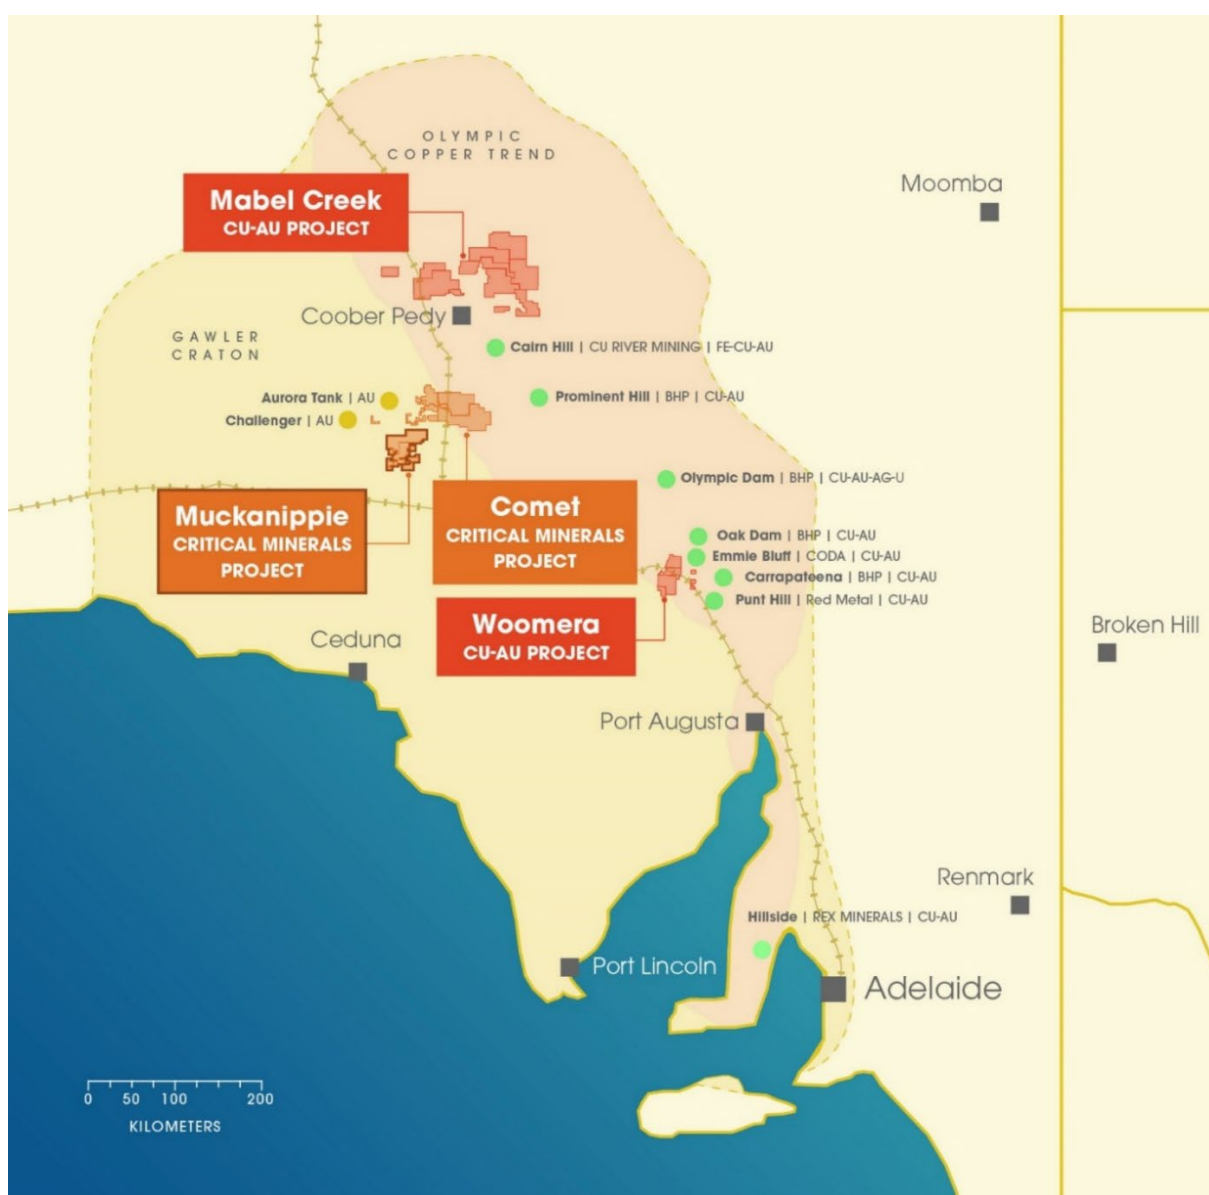 OLYMPIC
COPPER TREND
Moomba
Mabel Creek
CU-AU PROJECT
Coober Pedy
GAWLER
CRATON
Cairn Hill | CU RIVER MINING | FE-CU-AU
Aurora Tank | AU
Prominent Hill | BHP | CU-AU
Challenger | AU
Olympic Dam | BHP | CU-AU-AG-U
Muckanippie
CRITICAL MINERALS
PROJECT
Comet
CRITICAL MINERALS
PROJECT
Oak Dam | BHP | CU-AU
Emmie Bluff | CODA | CU-AU
Carrapateena | BHP | CU-AU
Punt Hill | Red Metal | CU-AU
Woomera
CU-AU PROJECT
Ceduna
Broken Hill
Port Augusta
Renmark
Hillside | REX MINERALS | CU-AU
Port Lincoln
Adelaide
0 50 100 200
KILOMETERS